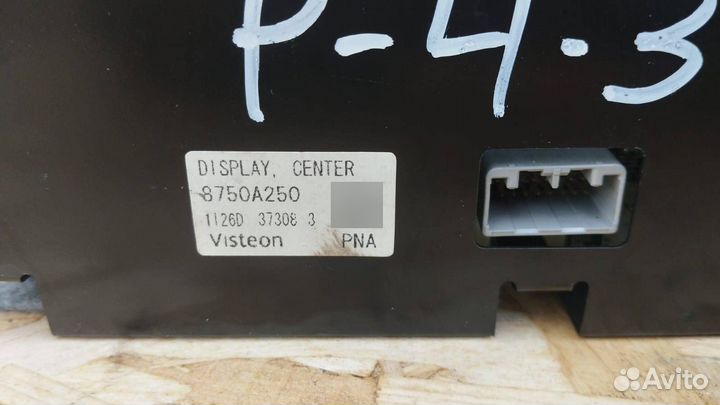 P-4.3
DISPLAY, CENTER
8750A250
1126D 37308 3
Visteon PNA
Avito